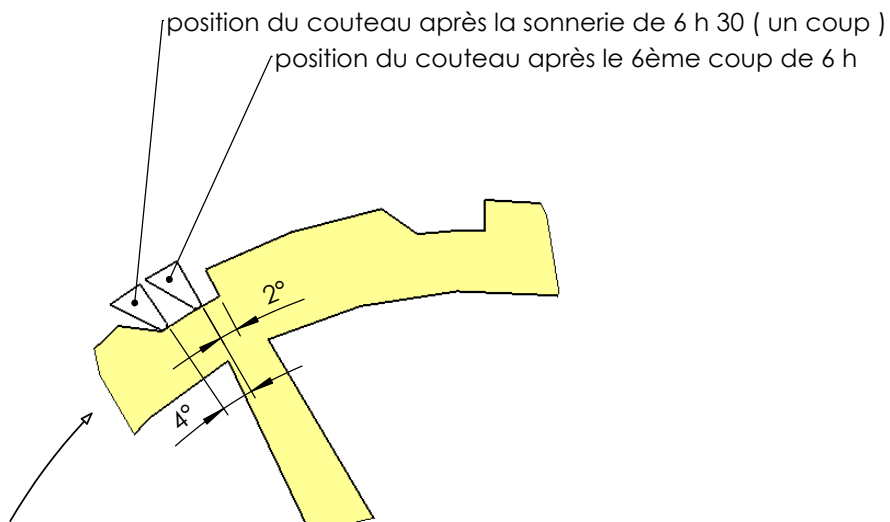 position du couteau après la sonnerie de 6 h 30 ( un coup )
position du couteau après le 6ème coup de 6 h
2°
4°